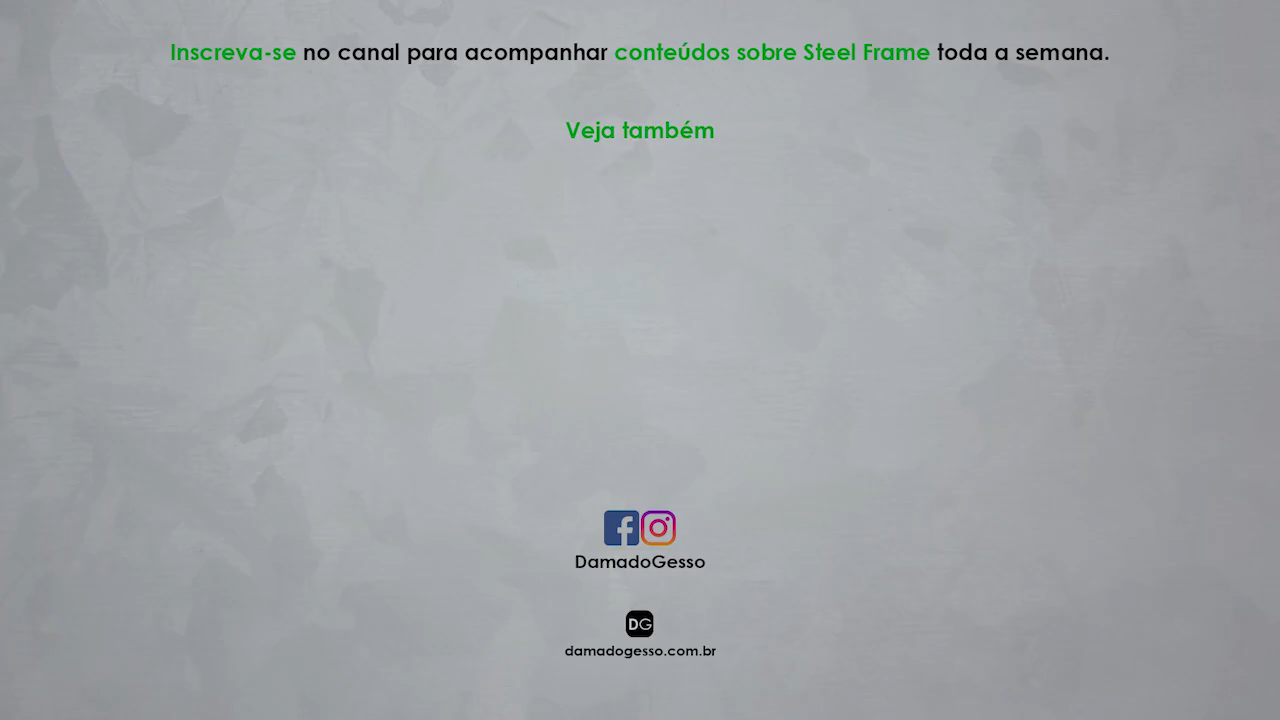 Inscreva-se no canal para acompanhar conteúdos sobre Steel Frame toda a semana.
Veja também
DamadoGesso
DG
damadogesso.com.br